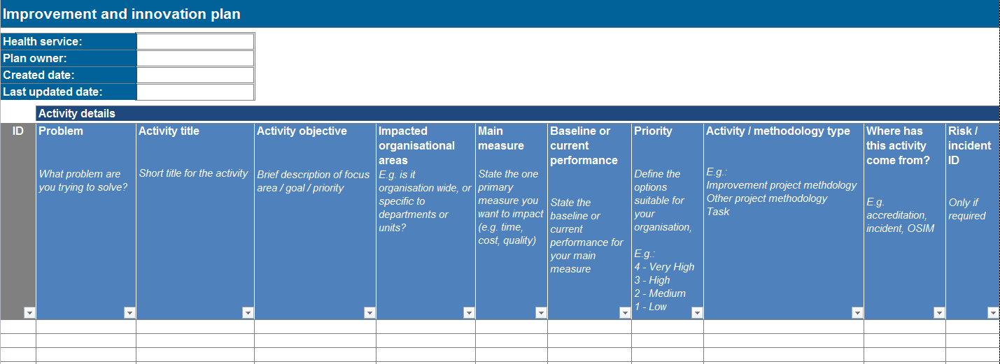 Improvement and innovation plan
Health service:
Plan owner:
Created date:
Last updated date:
Activity details
ID
Problem
What problem are
you trying to solve?
Activity title
Short title for the activity
Activity objective
Brief description of focus
area / goal / priority
Impacted
organisational
areas
E.g. is it
organisation wide, or
specific to
departments or
units?
Main
measure
State the one
primary
measure you
want to impact
(e.g. time,
cost, quality)
Baseline or
current
performance
State the
baseline or
current
performance for
your main
measure
Priority
Define the
options
suitable for
your
organisation,
E.g.:
4 - Very High
3 - High
2 - Medium
1 - Low
Activity / methodology type
E.g.:
Improvement project methdology
Other project methodology
Task
Where has
this activity
come from?
E.g.
accreditation,
incident, OSIM
Risk /
incident
ID
Only if
required